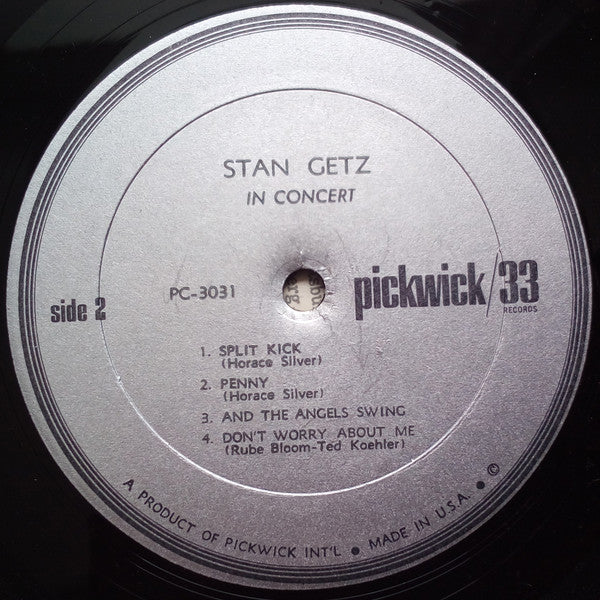 STAN GETZ
IN CONCERT
side 2
PC-3031
pickwick/33
RECORDS
1. SPLIT KICK
(Horace Silver)
2. PENNY
(Horace Silver)
3. AND THE ANGELS SWING
4. DON'T WORRY ABOUT ME
(Rube Bloom-Ted Koehler)
A PRODUCT OF PICKWICK INT'L • MADE IN U.S.A. • ©